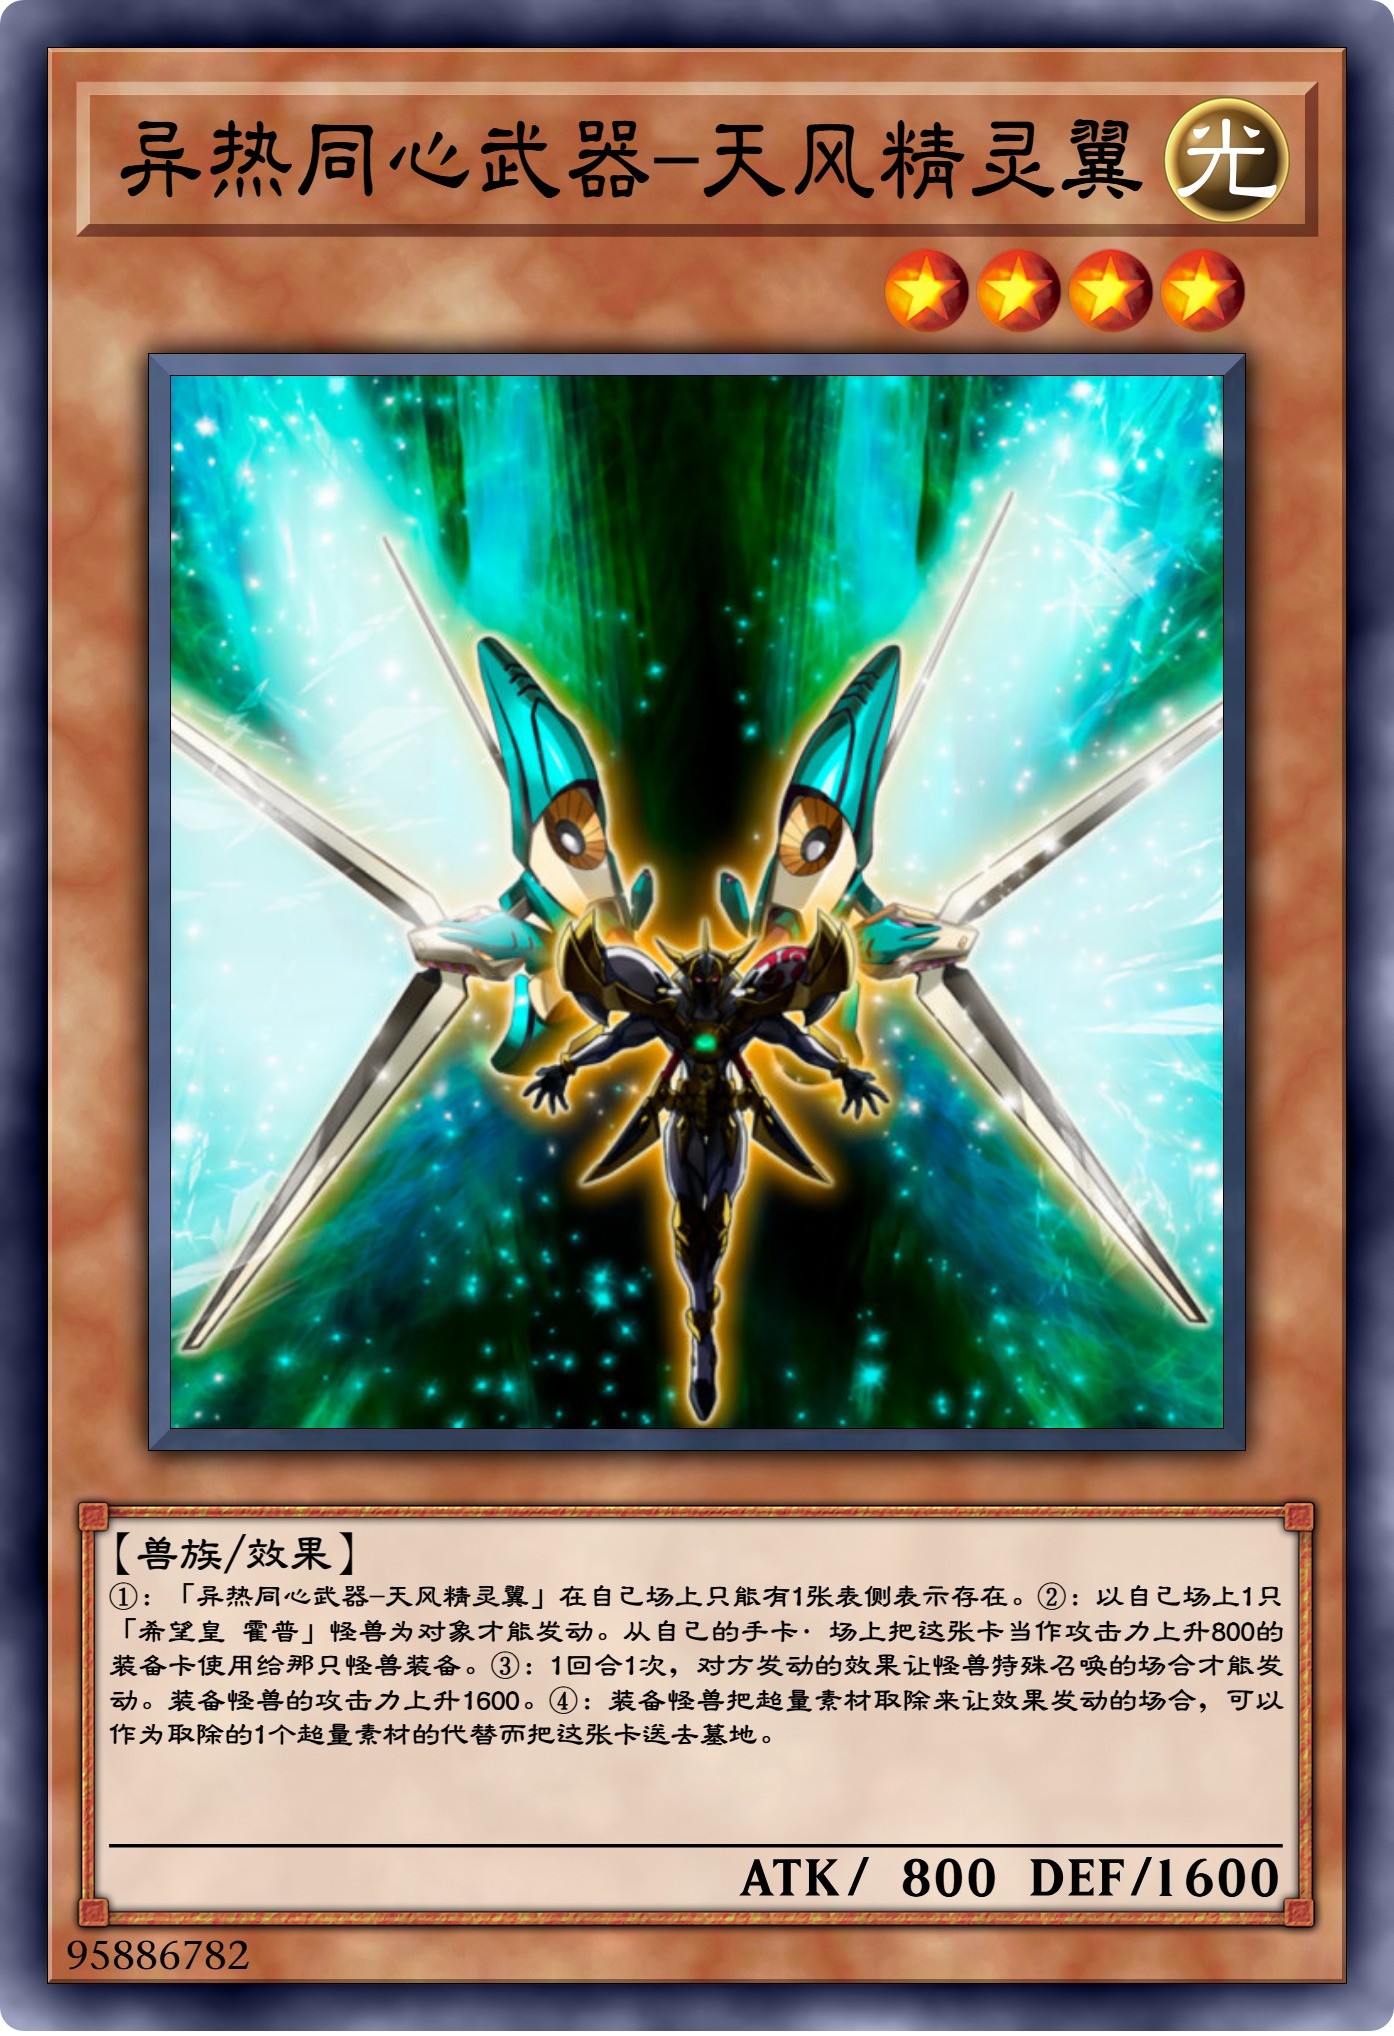 异热同心武器-天风精灵翼 光
【兽族/效果】
①：「异热同心武器-天风精灵翼」在自己场上只能有1张表侧表示存在。②：以自己场上1只
「希望皇 霍普」怪兽为对象才能发动。从自己的手卡·场上把这张卡当作攻击力上升800的
装备卡使用给那只怪兽装备。③：1回合1次，对方发动的效果让怪兽特殊召唤的场合才能发
动。装备怪兽的攻击力上升1600。④：装备怪兽把超量素材取除来让效果发动的场合，可以
作为取除的1个超量素材的代替而把这张卡送去墓地。
ATK/ 800 DEF/1600
95886782